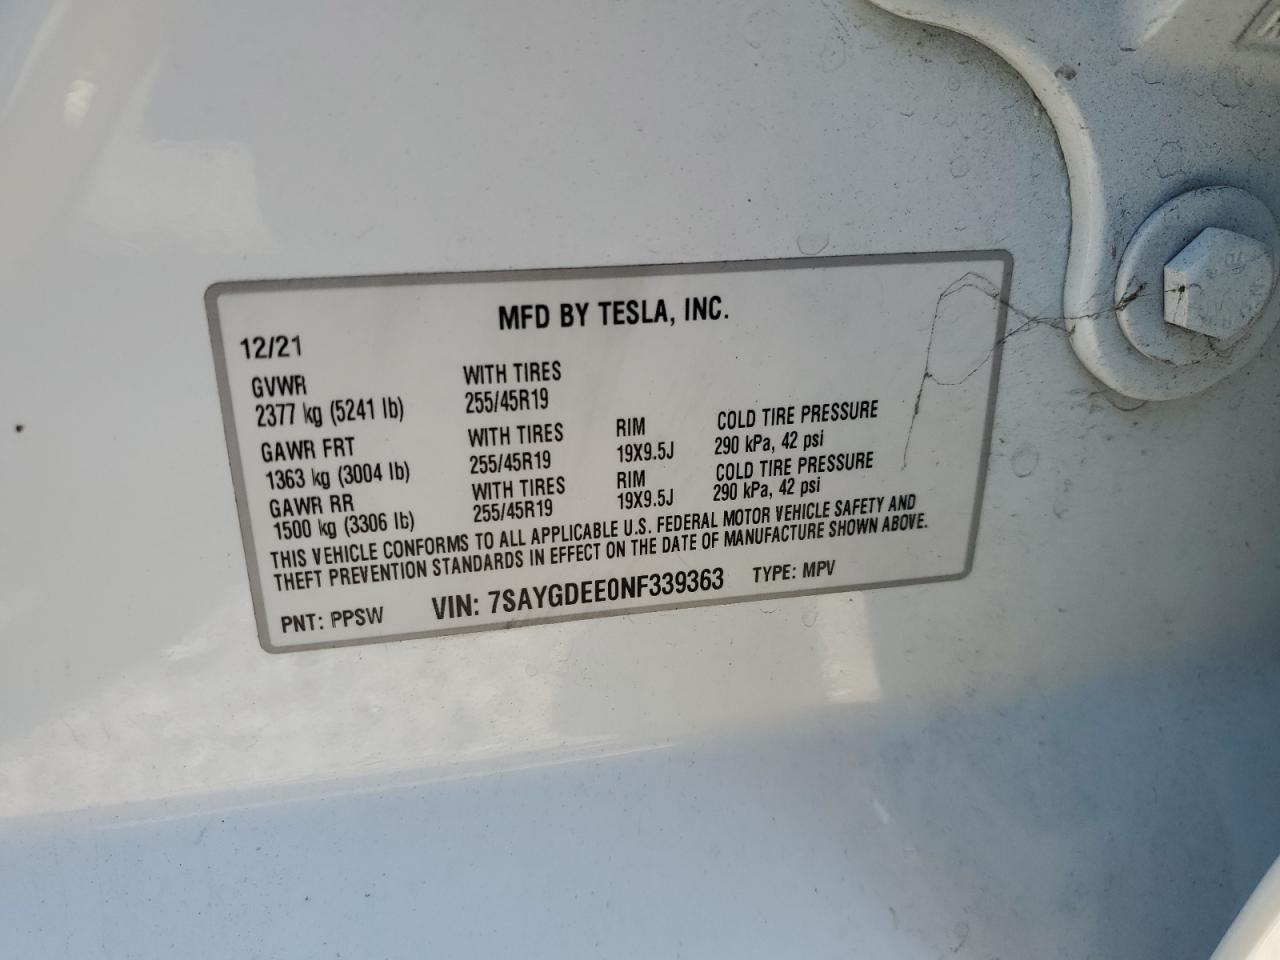 MFD BY TESLA, INC.
12/21
GVWR WITH TIRES
2377 kg (5241 lb) 255/45R19
GAWR FRT WITH TIRES RIM COLD TIRE PRESSURE
1363 kg (3004 lb) 255/45R19 19X9.5J 290 kPa, 42 psi
GAWR RR WITH TIRES RIM COLD TIRE PRESSURE
1500 kg (3306 lb) 255/45R19 19X9.5J 290 kPa, 42 psi
THIS VEHICLE CONFORMS TO ALL APPLICABLE U.S. FEDERAL MOTOR VEHICLE SAFETY AND
THEFT PREVENTION STANDARDS IN EFFECT ON THE DATE OF MANUFACTURE SHOWN ABOVE.
PNT: PPSW VIN: 7SAYGDEE0NF339363 TYPE: MPV